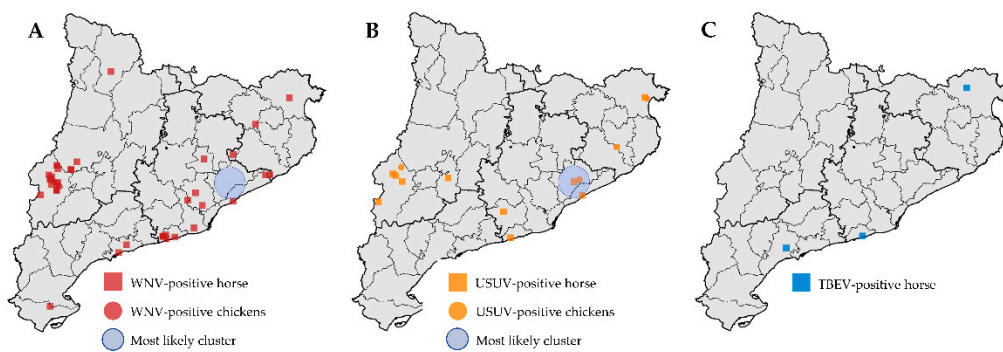 A
B
C
WNV-positive horse
WNV-positive chickens
Most likely cluster
USUV-positive horse
USUV-positive chickens
Most likely cluster
TBEV-positive horse